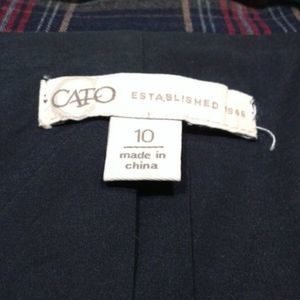 CATO ESTABLISHED 1946
10
made in
china